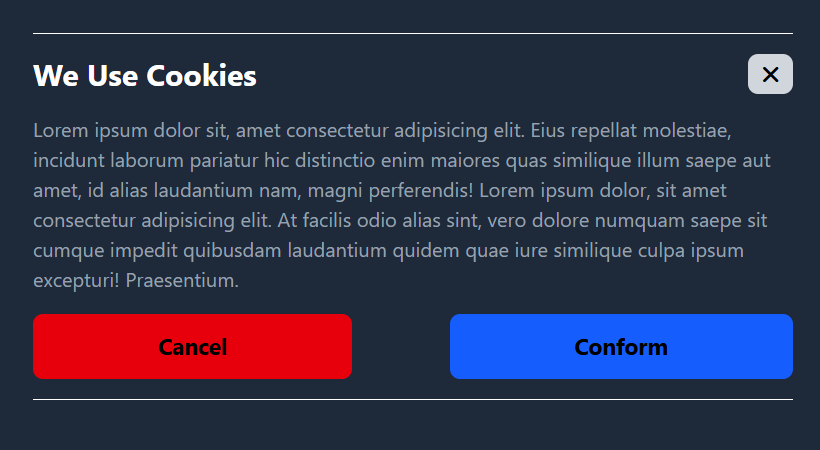 We Use Cookies
Lorem ipsum dolor sit, amet consectetur adipisicing elit. Eius repellat molestiae,
incidunt laborum pariatur hic distinctio enim maiores quas similique illum saepe aut
amet, id alias laudantium nam, magni perferendis! Lorem ipsum dolor, sit amet
consectetur adipisicing elit. At facilis odio alias sint, vero dolore numquam saepe sit
cumque impedit quibusdam laudantium quidem quae iure similique culpa ipsum
excepturi! Praesentium.
Cancel
Conform